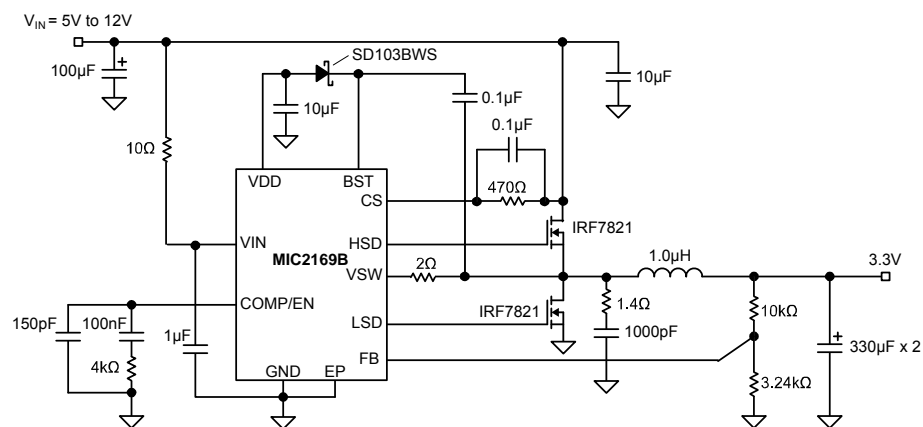 V_IN = 5V to 12V
SD103BWS
100µF
10µF
0.1µF
10µF
0.1µF
10Ω
VDD
BST
470Ω
CS
IRF7821
VIN
HSD
MIC2169B
1.0µH
3.3V
2Ω
VSW
COMP/EN
1.4Ω
10kΩ
IRF7821
150pF
100nF
LSD
1µF
1000pF
330µF x 2
4kΩ
FB
3.24kΩ
GND
EP